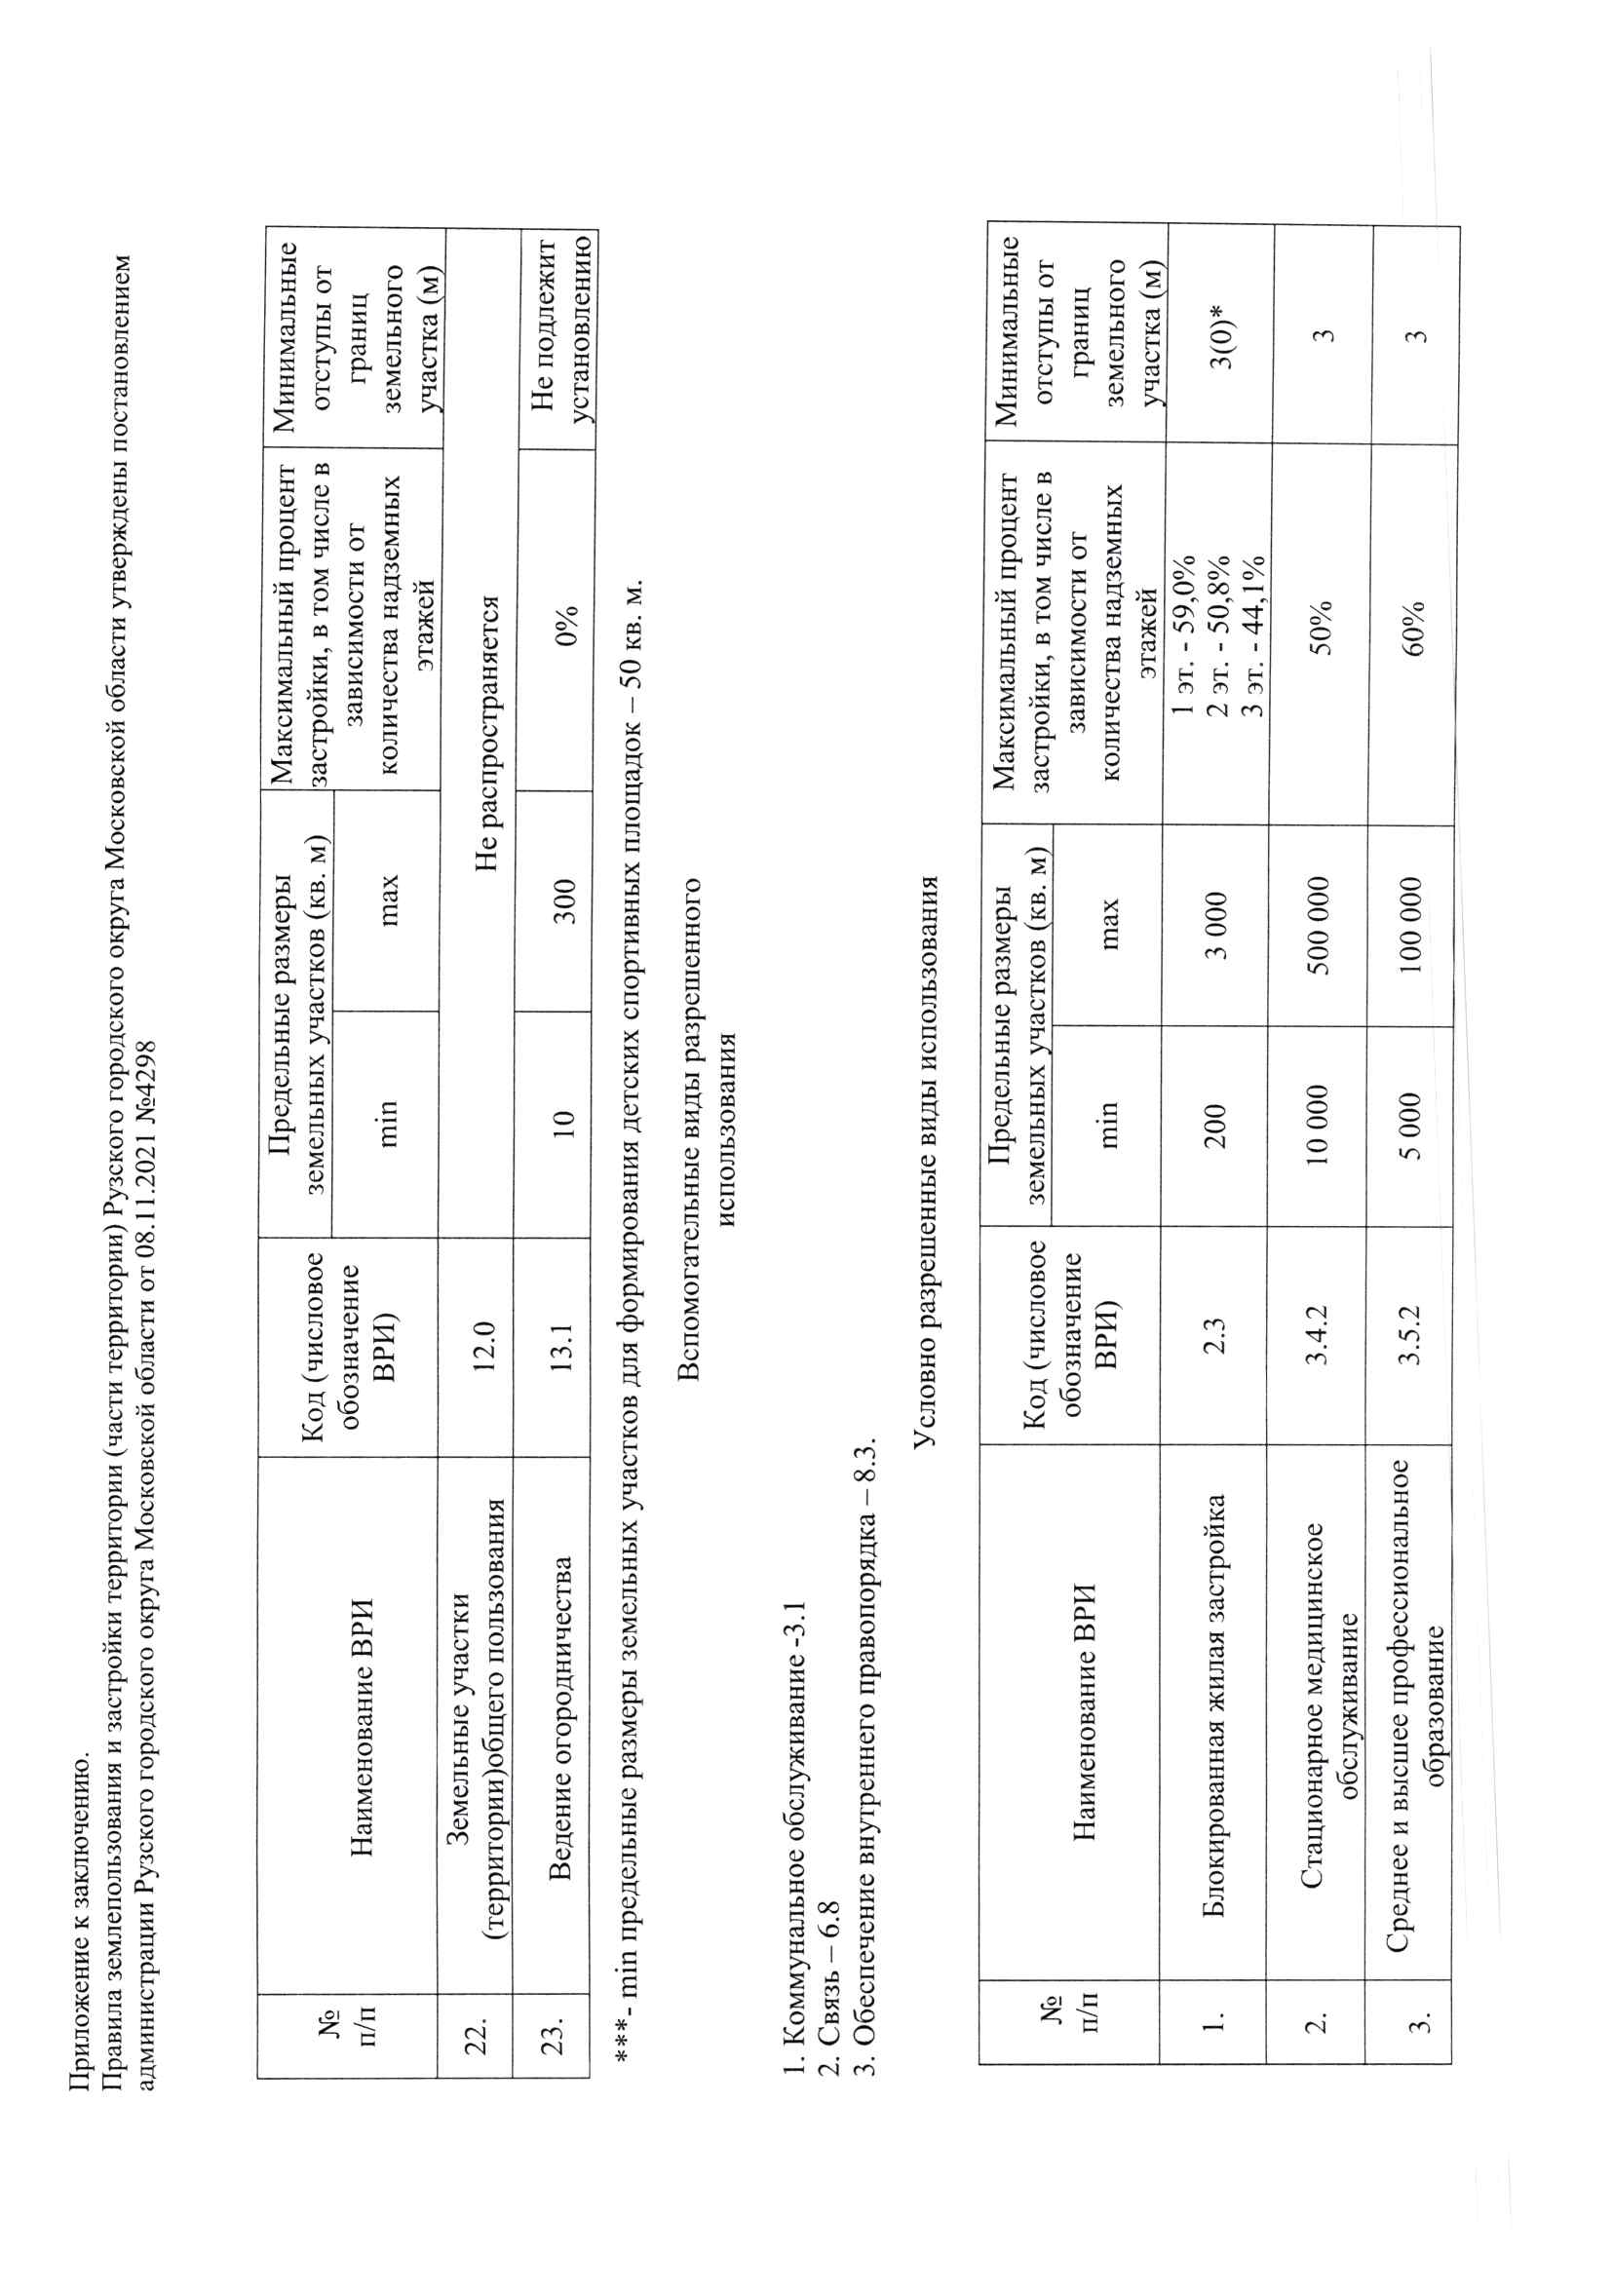 Приложение к заключению.
Правила землепользования и застройки территории (части территории) Рузского городского округа Московской области утверждены постановлением
администрации Рузского городского округа Московской области от 08.11.2021 №4298
№
п/п
Наименование ВРИ
Код (числовое
обозначение
ВРИ)
Предельные размеры
земельных участков (кв. м)
min
max
Максимальный процент
застройки, в том числе в
зависимости от
количества надземных
этажей
Минимальные
отступы от
границ
земельного
участка (м)
22.
Земельные участки
(территории)общего пользования
12.0
Не распространяется
23.
Ведение огородничества
13.1
10
300
0%
Не подлежит
установлению
***- min предельные размеры земельных участков для формирования детских спортивных площадок – 50 кв. м.
Вспомогательные виды разрешенного
использования
1. Коммунальное обслуживание -3.1
2. Связь – 6.8
3. Обеспечение внутреннего правопорядка – 8.3.
Условно разрешенные виды использования
№
п/п
Наименование ВРИ
Код (числовое
обозначение
ВРИ)
Предельные размеры
земельных участков (кв. м)
min
max
Максимальный процент
застройки, в том числе в
зависимости от
количества надземных
этажей
Минимальные
отступы от
границ
земельного
участка (м)
1.
Блокированная жилая застройка
2.3
200
3 000
1 эт. - 59,0%
2 эт. - 50,8%
3 эт. - 44,1%
3(0)*
2.
Стационарное медицинское
обслуживание
3.4.2
10 000
500 000
50%
3
3.
Среднее и высшее профессиональное
образование
3.5.2
5 000
100 000
60%
3